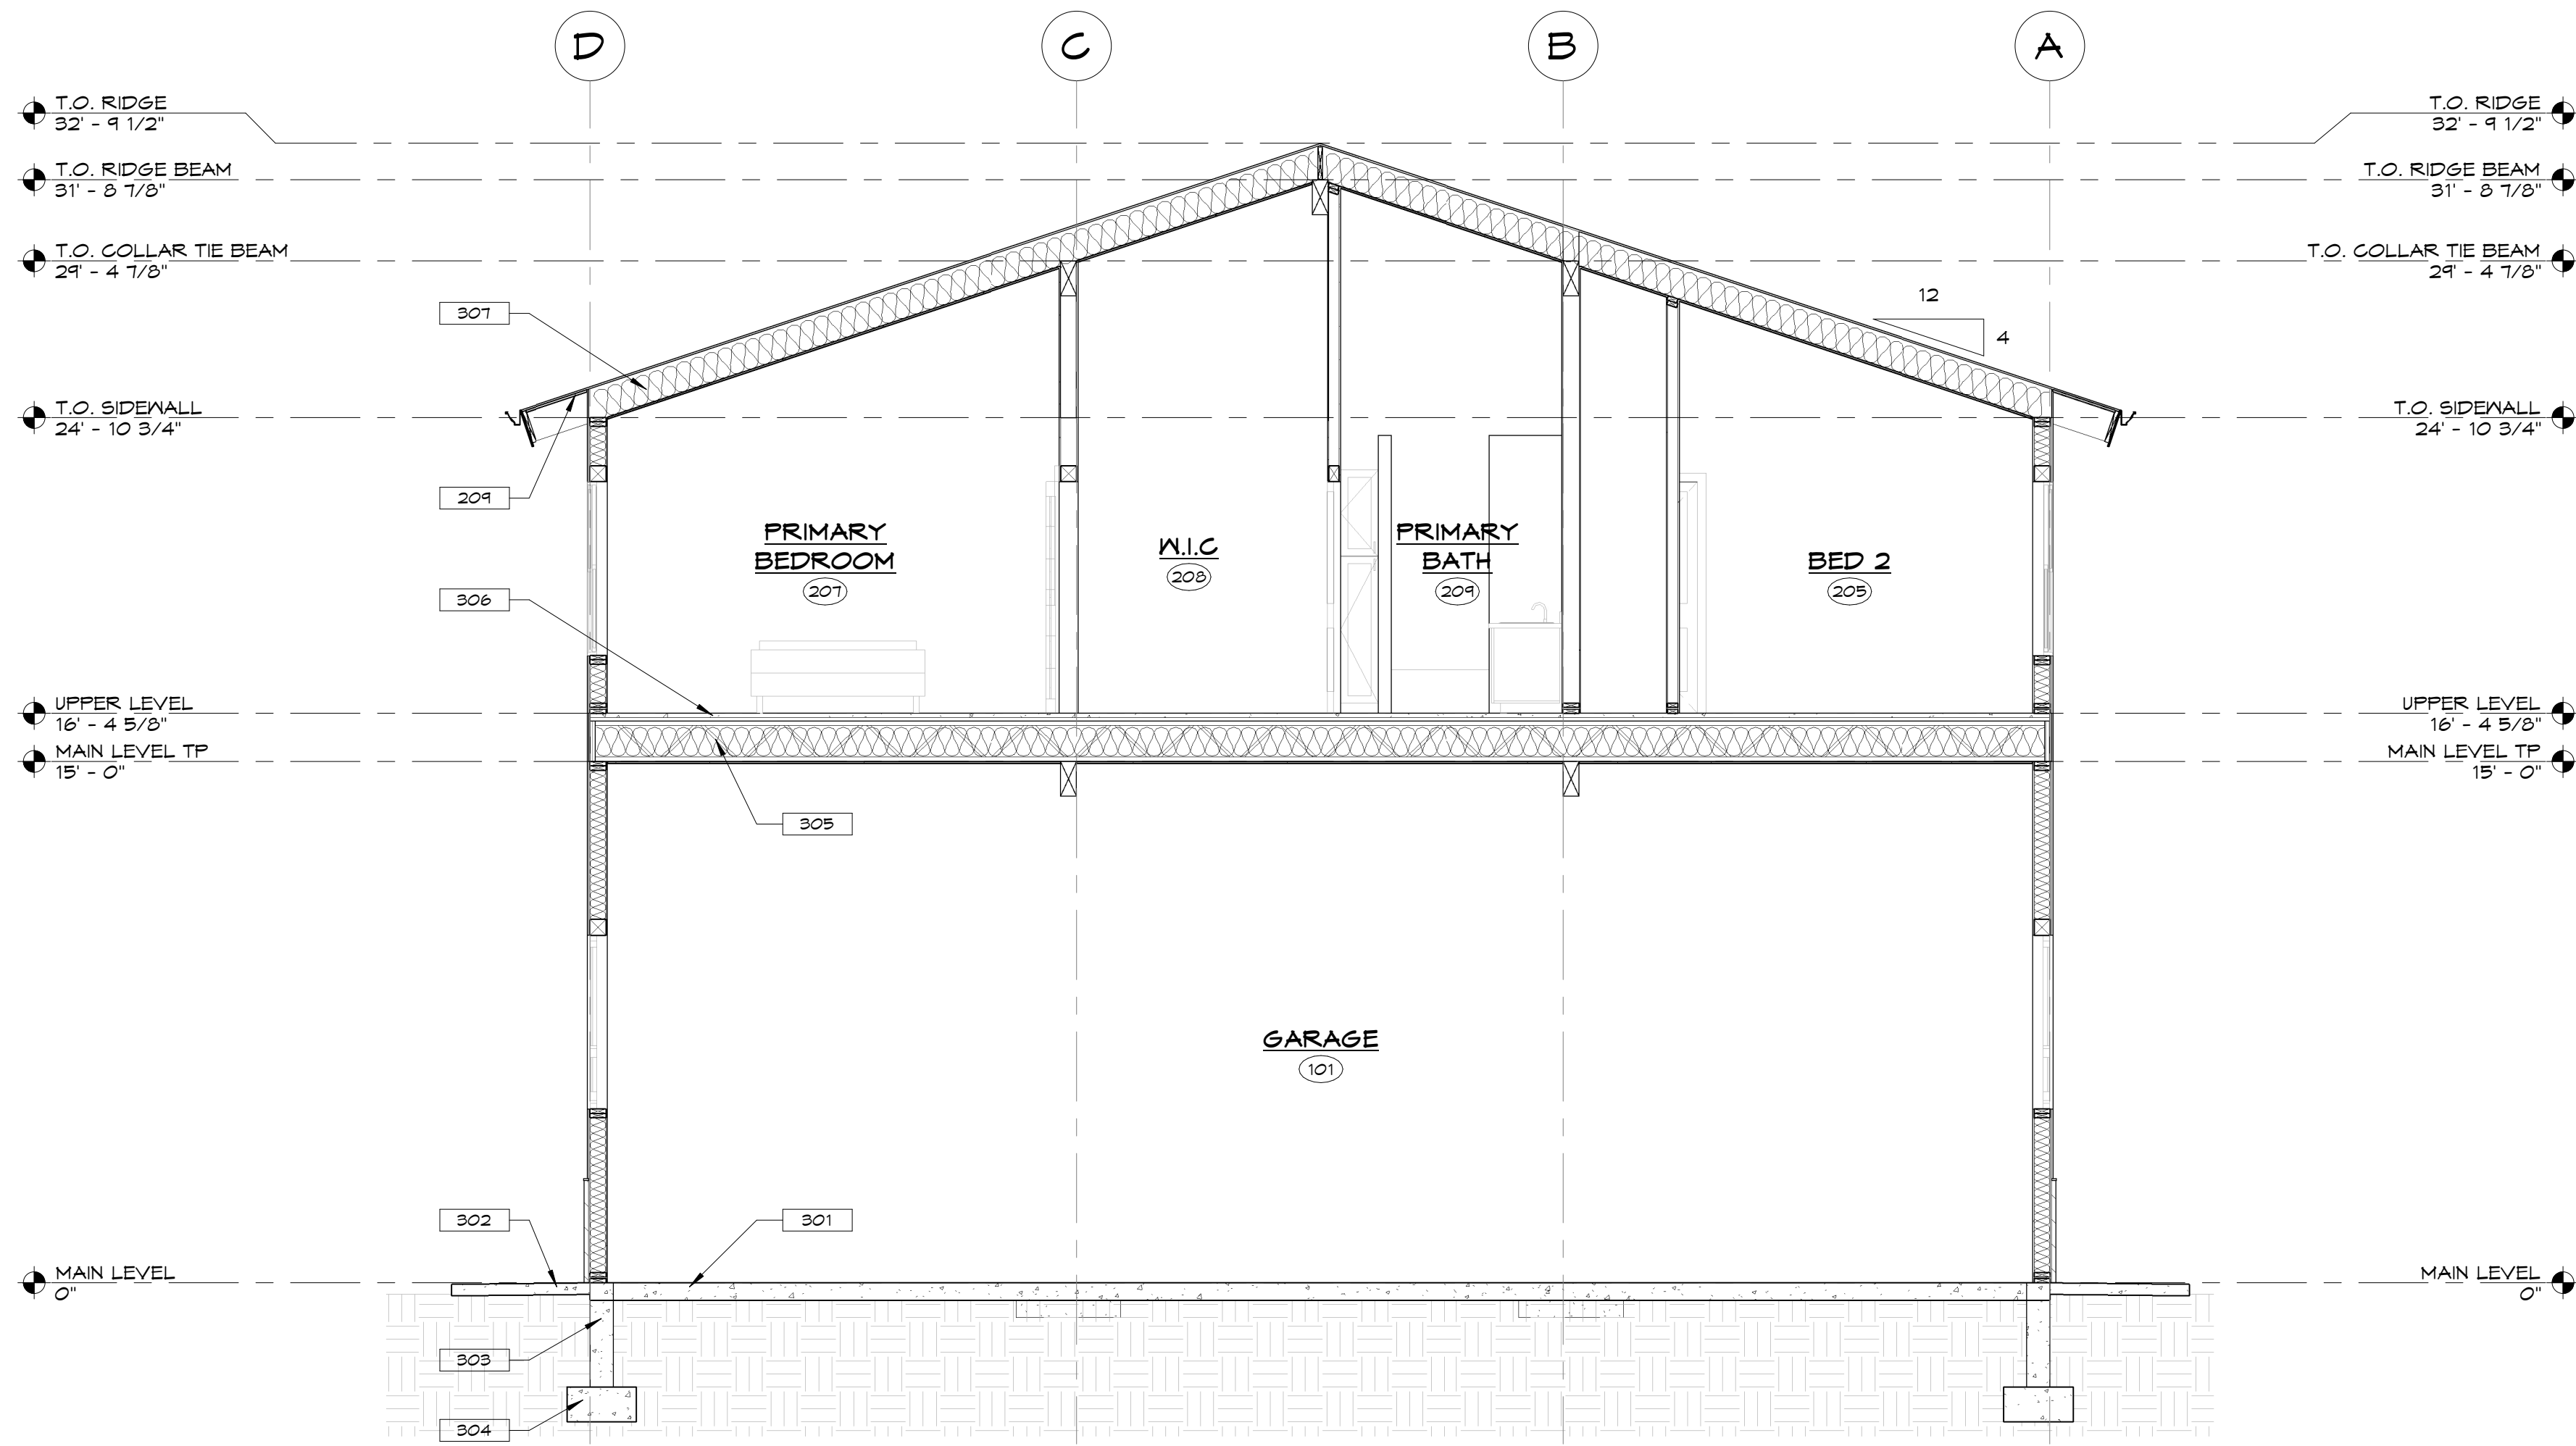 D
C
B
A
T.O. RIDGE
32' - 9 1/2"
T.O. RIDGE
32' - 9 1/2"
T.O. RIDGE BEAM
31' - 8 7/8"
T.O. RIDGE BEAM
31' - 8 7/8"
T.O. COLLAR TIE BEAM
29' - 4 7/8"
T.O. COLLAR TIE BEAM
29' - 4 7/8"
12
4
307
T.O. SIDEWALL
24' - 10 3/4"
T.O. SIDEWALL
24' - 10 3/4"
209
PRIMARY
BEDROOM
207
W.I.C
208
PRIMARY
BATH
209
BED 2
205
306
UPPER LEVEL
16' - 4 5/8"
UPPER LEVEL
16' - 4 5/8"
MAIN LEVEL TP
15' - 0"
MAIN LEVEL TP
15' - 0"
305
GARAGE
101
302
301
MAIN LEVEL
0"
MAIN LEVEL
0"
303
304